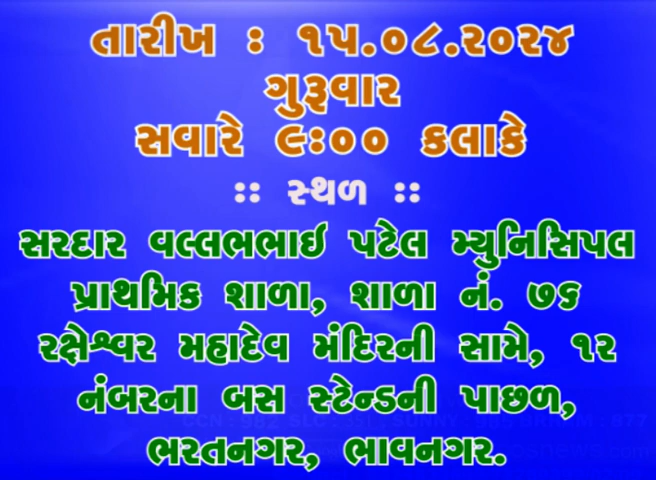 તારીખ : ૧૫.૦૮.૨૦૨૪
ગુરૂવાર
સવારે ૯:૦૦ કલાકે
:: સ્થળ ::
સરદાર વલ્લભભાઇ પટેલ મ્યુનિસિપલ
પ્રાથમિક શાળા, શાળા નં. ૭૬
રક્ષેશ્વર મહાદેવ મંદિરની સામે, ૧૨
નંબરના બસ સ્ટેન્ડની પાછળ,
ભરતનગર, ભાવનગર.